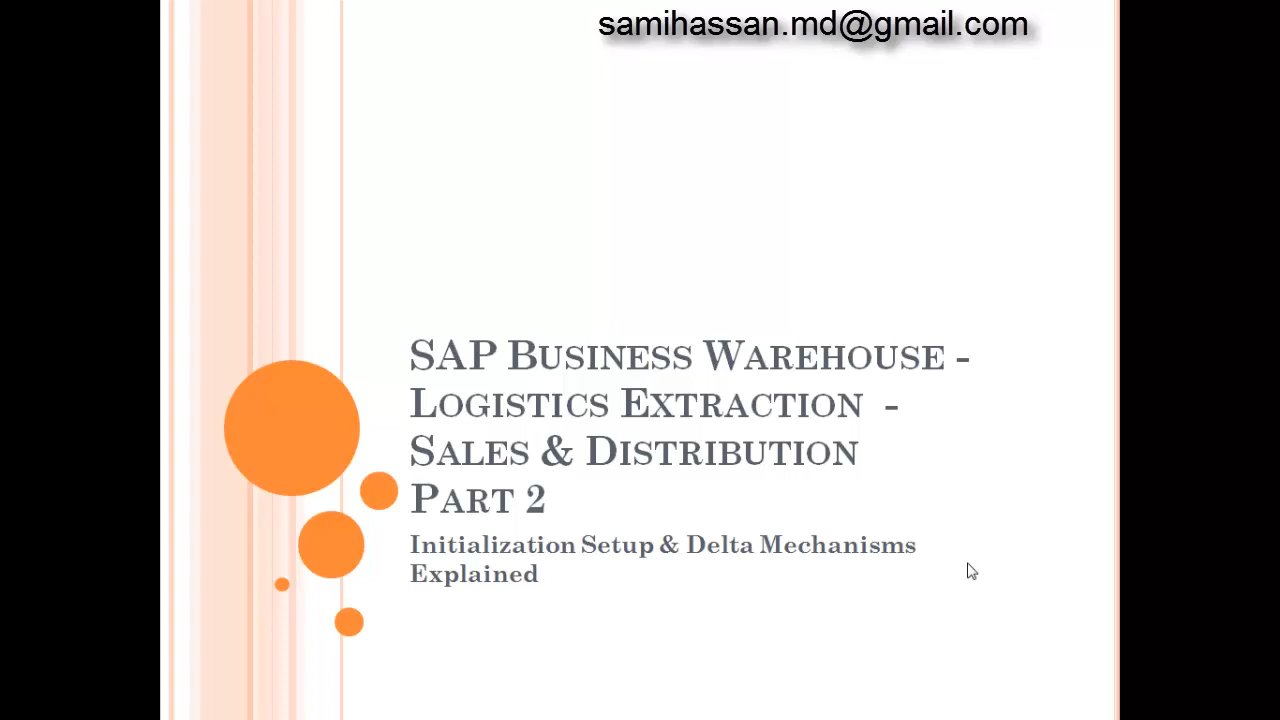 samihassan.md@gmail.com
SAP Business Warehouse -
Logistics Extraction -
Sales & Distribution
Part 2
Initialization Setup & Delta Mechanisms
Explained